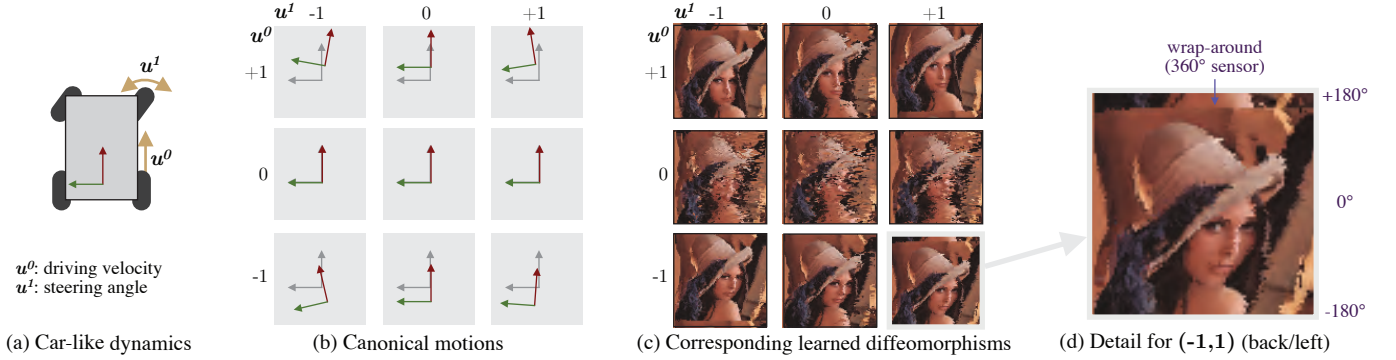 u¹
u⁰
u⁰: driving velocity
u¹: steering angle
(a) Car-like dynamics
u¹ -1 0 +1
u⁰
+1
0
-1
(b) Canonical motions
u¹ -1 0 +1
u⁰
+1
0
-1
(c) Corresponding learned diffeomorphisms
wrap-around
(360° sensor)
+180°
0°
-180°
(d) Detail for (-1,1) (back/left)